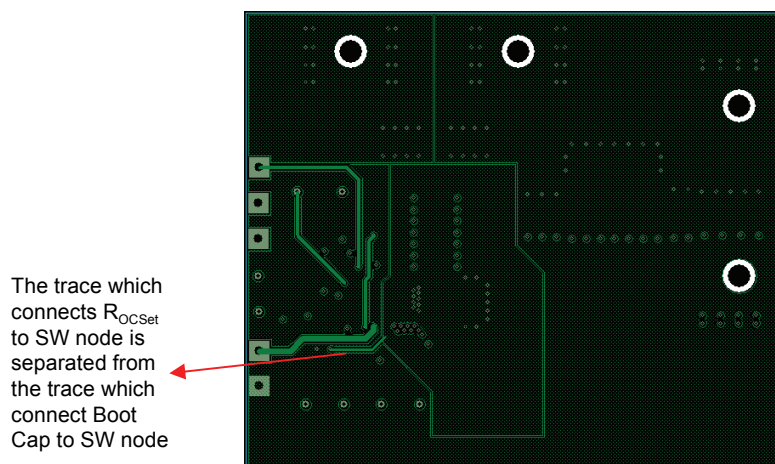 The trace which
connects ROCSet
to SW node is
separated from
the trace which
connect Boot
Cap to SW node